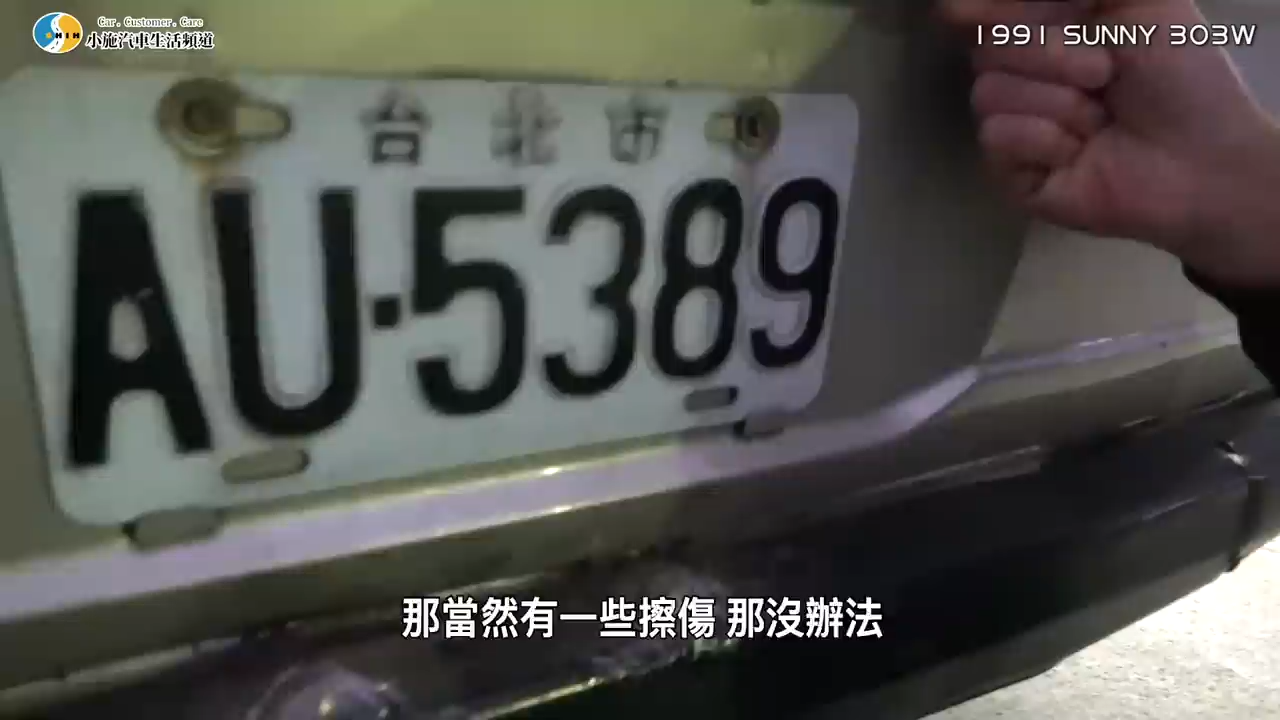 Car. Customer. Care
SHIH 小施汽車生活頻道
1991 SUNNY 303W
台北市
AU·5389
那當然有一些擦傷 那沒辦法